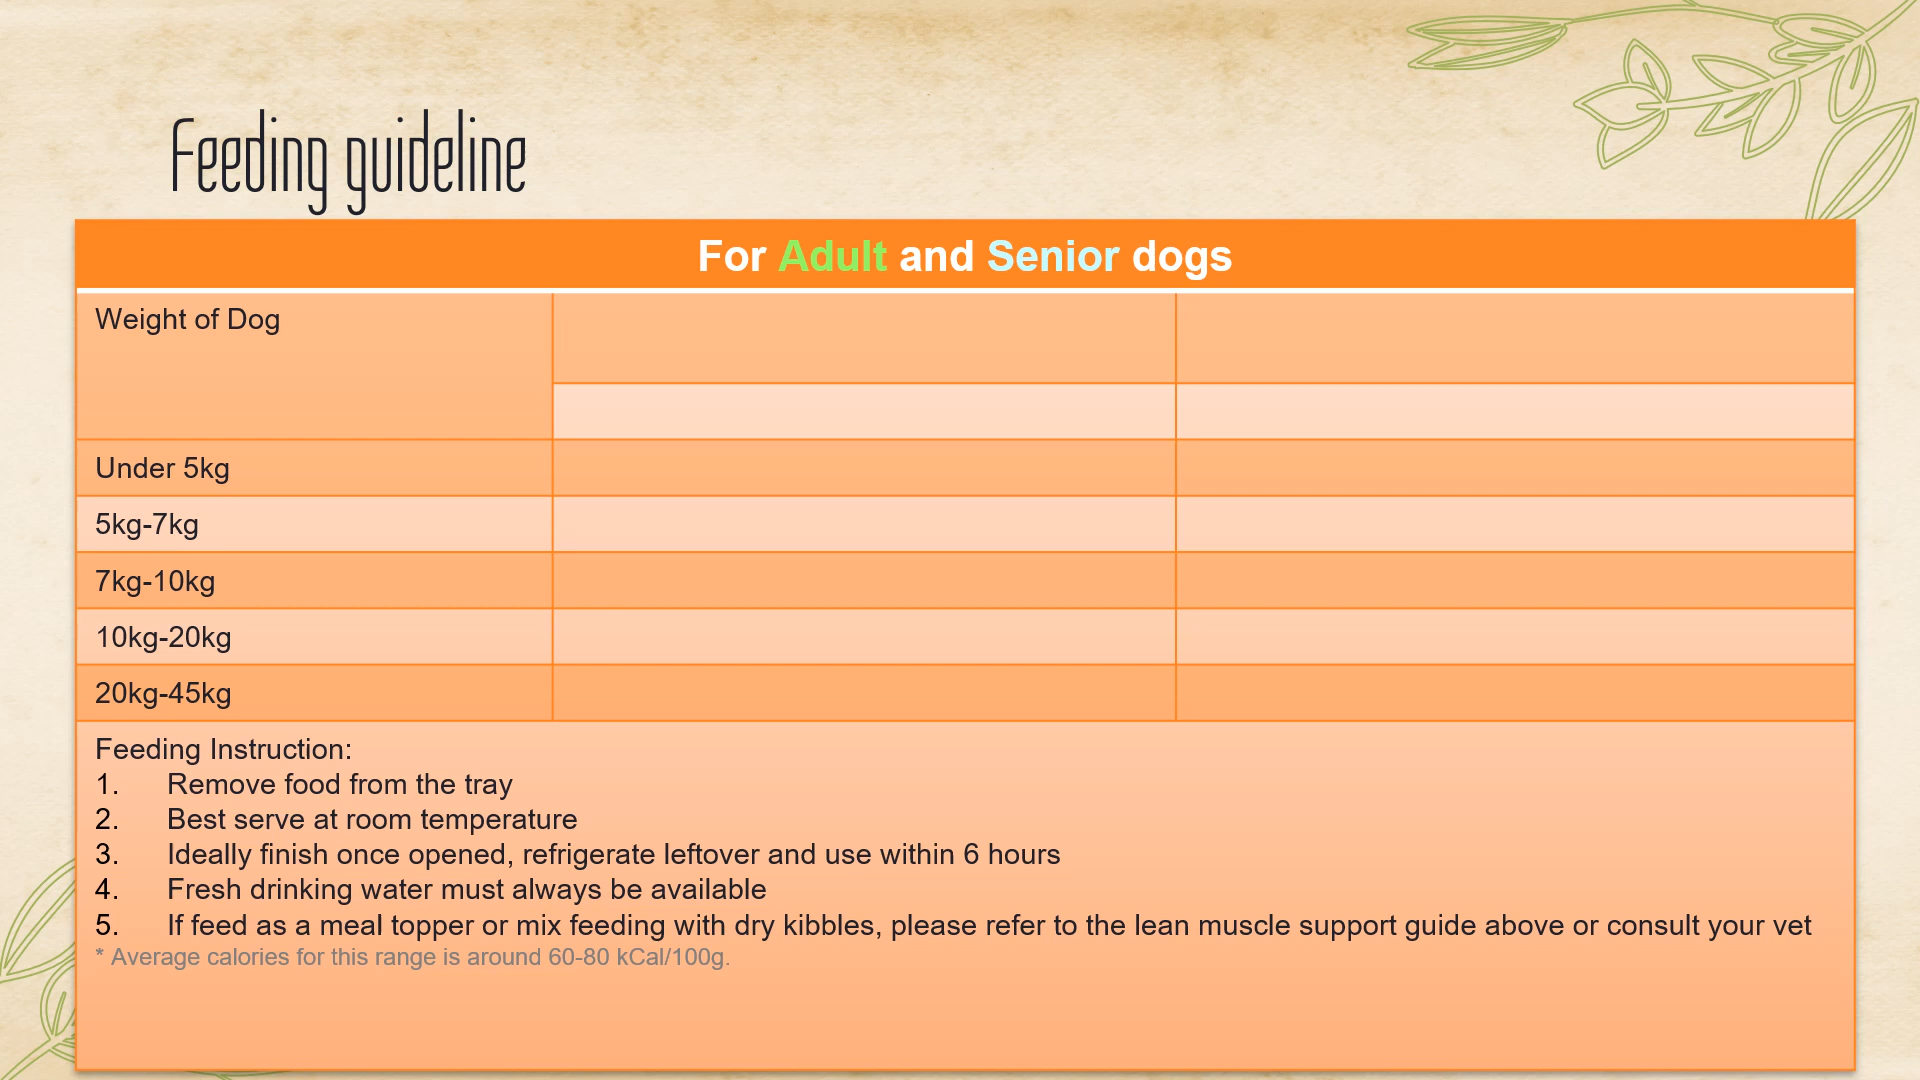 Feeding guideline
For Adult and Senior dogs
Weight of Dog
Under 5kg
5kg-7kg
7kg-10kg
10kg-20kg
20kg-45kg
Feeding Instruction:
1. Remove food from the tray
2. Best serve at room temperature
3. Ideally finish once opened, refrigerate leftover and use within 6 hours
4. Fresh drinking water must always be available
5. If feed as a meal topper or mix feeding with dry kibbles, please refer to the lean muscle support guide above or consult your vet
* Average calories for this range is around 60-80 kCal/100g.